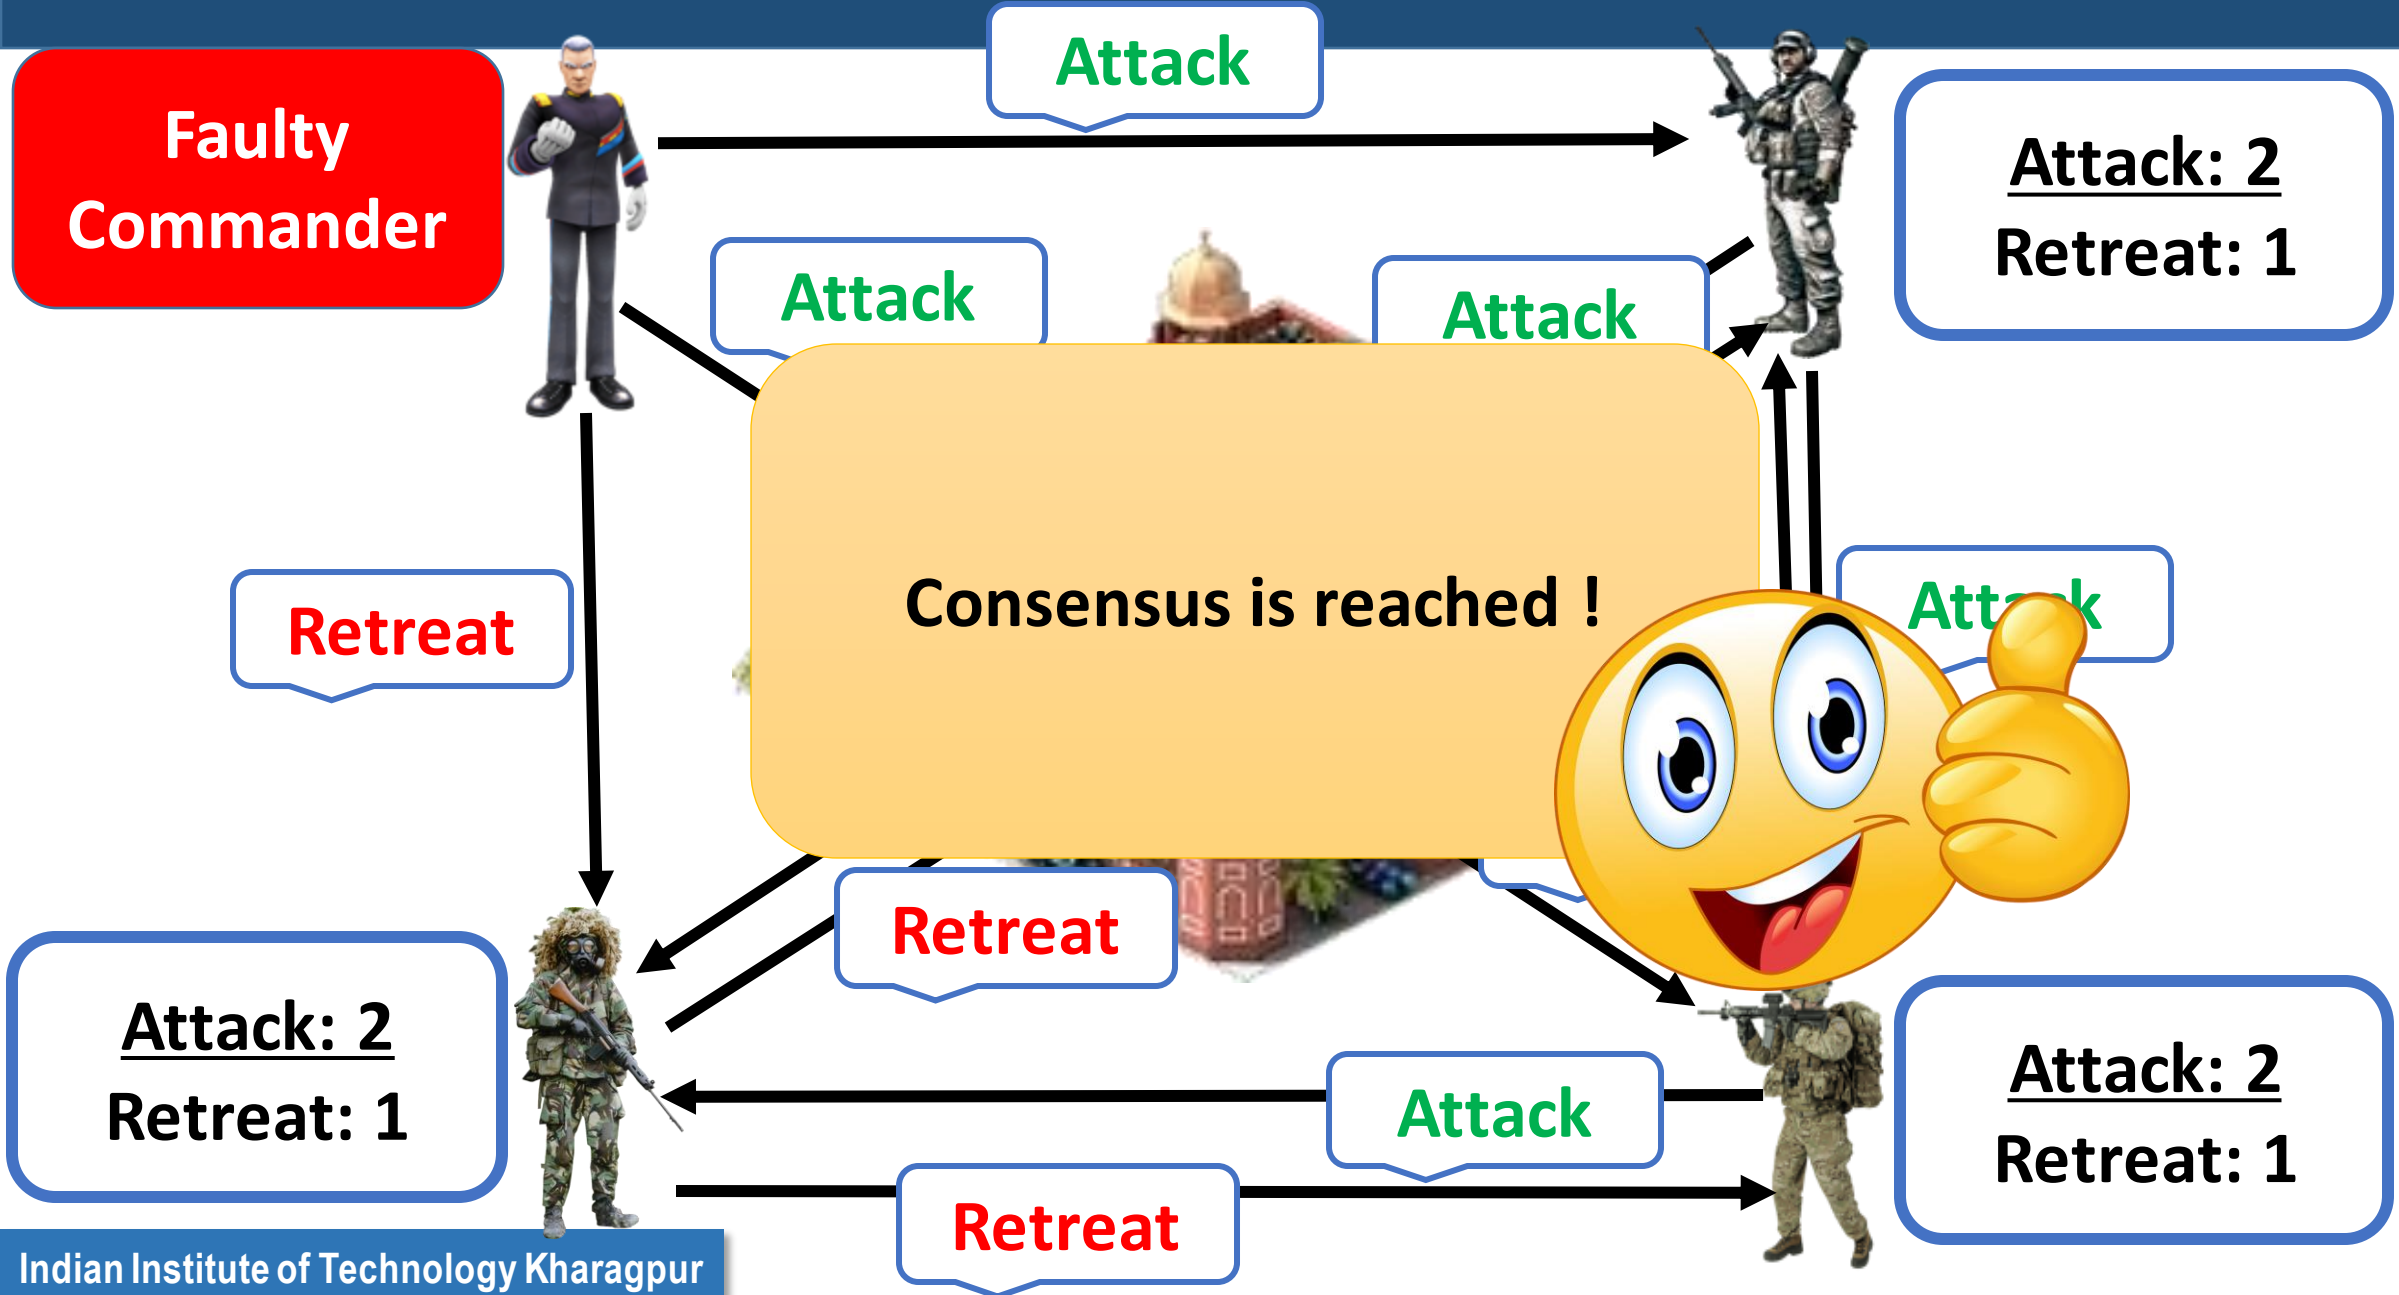 Attack
Faulty
Commander
Attack: 2
Retreat: 1
Attack
Attack
Consensus is reached !
Retreat
Attack
Retreat
Attack: 2
Retreat: 1
Attack
Attack: 2
Retreat: 1
Retreat
Indian Institute of Technology Kharagpur